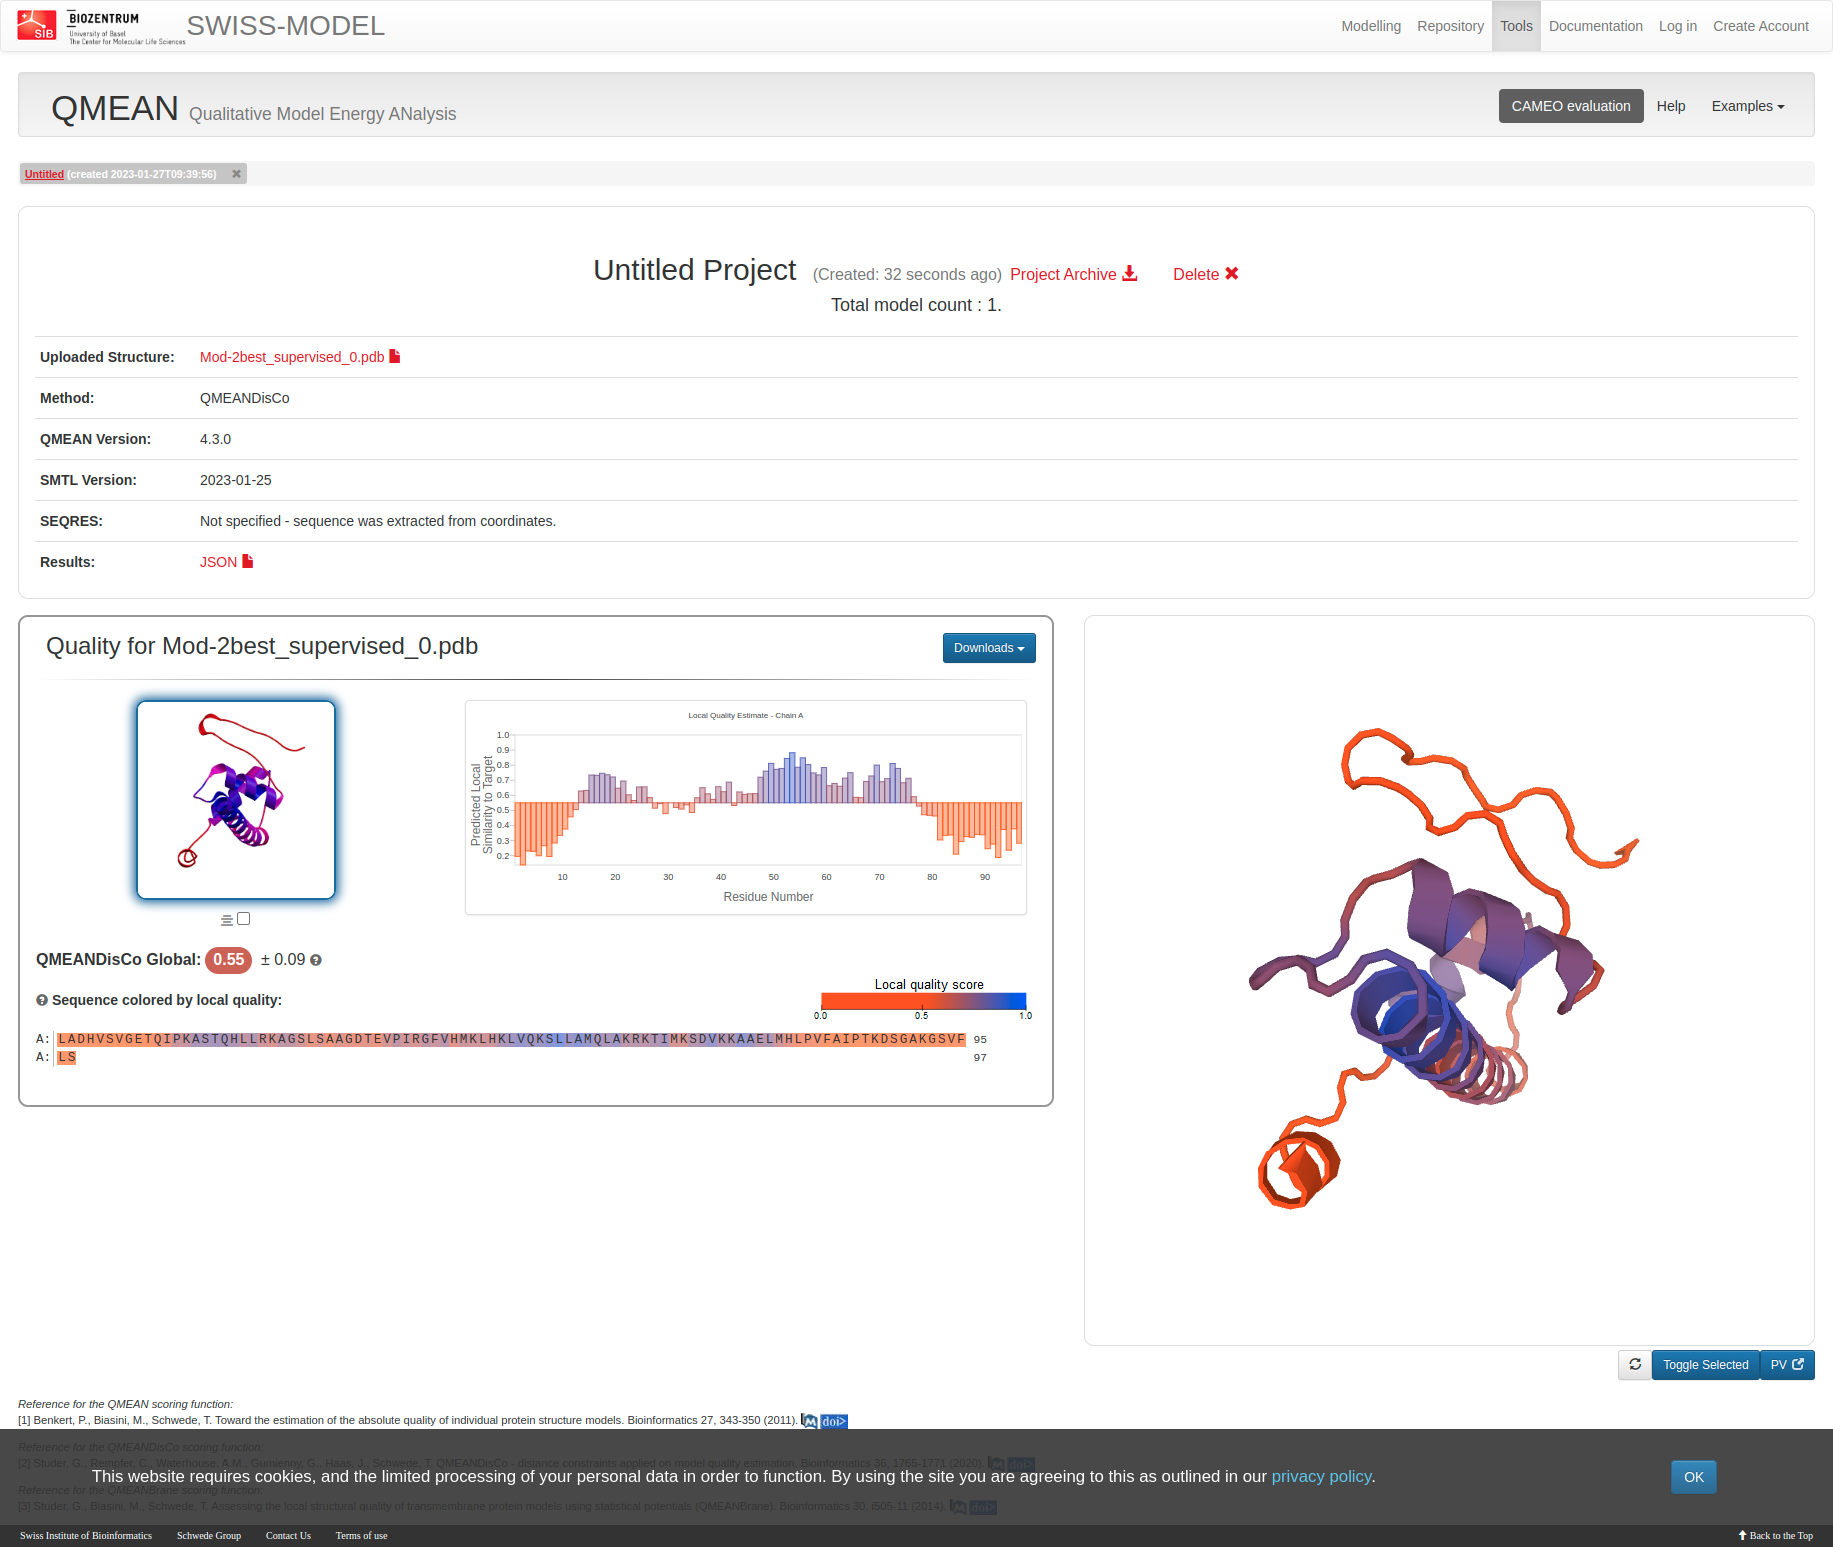 SIB
BIOZENTRUM
University of Basel
The Center for Molecular Life Sciences
SWISS-MODEL
Modelling Repository Tools Documentation Log in Create Account
QMEAN Qualitative Model Energy ANalysis
CAMEO evaluation Help Examples
Untitled (created 2023-01-27T09:39:56) ✖
Untitled Project (Created: 32 seconds ago) Project Archive Delete ✖
Total model count : 1.
Uploaded Structure: Mod-2best_supervised_0.pdb
Method: QMEANDisCo
QMEAN Version: 4.3.0
SMTL Version: 2023-01-25
SEQRES: Not specified - sequence was extracted from coordinates.
Results: JSON
Quality for Mod-2best_supervised_0.pdb
Downloads
Local Quality Estimate - Chain A
Predicted Local
Similarity to Target
1.0
0.9
0.8
0.7
0.6
0.5
0.4
0.3
0.2
10 20 30 40 50 60 70 80 90
Residue Number
QMEANDisCo Global: 0.55 ± 0.09
Sequence colored by local quality:
Local quality score
0.0 0.5 1.0
A: LADHVSVGETQIPKASTQHLLRKAGSLSAAGDTEVPIRGFVHMKLHKLVQKSLLAMQLAKRKTIMKSDVKKAAELMHLPVFAIPTKDSGAKGSVF 95
A: LS 97
Toggle Selected PV
Reference for the QMEAN scoring function:
[1] Benkert, P., Biasini, M., Schwede, T. Toward the estimation of the absolute quality of individual protein structure models. Bioinformatics 27, 343-350 (2011). M doi>
Reference for the QMEANDisCo scoring function:
[2] Studer, G., Rempfer, C., Waterhouse, A.M., Gumienny, G., Haas, J., Schwede, T. QMEANDisCo - distance constraints applied on model quality estimation. Bioinformatics 36, 1765-1771 (2020). M doi>
This website requires cookies, and the limited processing of your personal data in order to function. By using the site you are agreeing to this as outlined in our privacy policy.
OK
Reference for the QMEANBrane scoring function:
[3] Studer, G., Biasini, M., Schwede, T. Assessing the local structural quality of transmembrane protein models using statistical potentials (QMEANBrane). Bioinformatics 30, i505-11 (2014). M doi>
Swiss Institute of Bioinformatics Schwede Group Contact Us Terms of use
Back to the Top